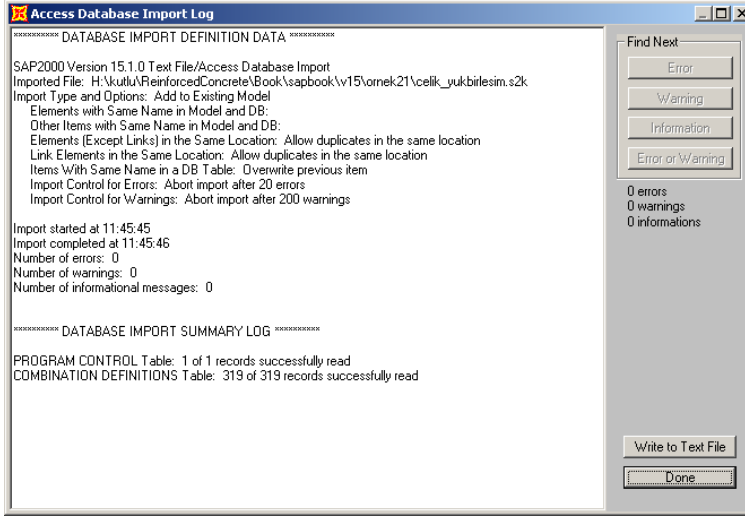 Access Database Import Log
********** DATABASE IMPORT DEFINITION DATA **********
SAP2000 Version 15.1.0 Text File/Access Database Import
Imported File: H:\kutlu\ReinforcedConcrete\Book\sapbook\v15\ornek21\celik_yukbirlesim.s2k
Import Type and Options: Add to Existing Model
Elements with Same Name in Model and DB:
Other Items with Same Name in Model and DB:
Elements (Except Links) in the Same Location: Allow duplicates in the same location
Link Elements in the Same Location: Allow duplicates in the same location
Items With Same Name in a DB Table: Overwrite previous item
Import Control for Errors: Abort import after 20 errors
Import Control for Warnings: Abort import after 200 warnings
Import started at 11:45:45
Import completed at 11:45:46
Number of errors: 0
Number of warnings: 0
Number of informational messages: 0
********** DATABASE IMPORT SUMMARY LOG **********
PROGRAM CONTROL Table: 1 of 1 records successfully read
COMBINATION DEFINITIONS Table: 319 of 319 records successfully read
Find Next
Error
Warning
Information
Error or Warning
0 errors
0 warnings
0 informations
Write to Text File
Done